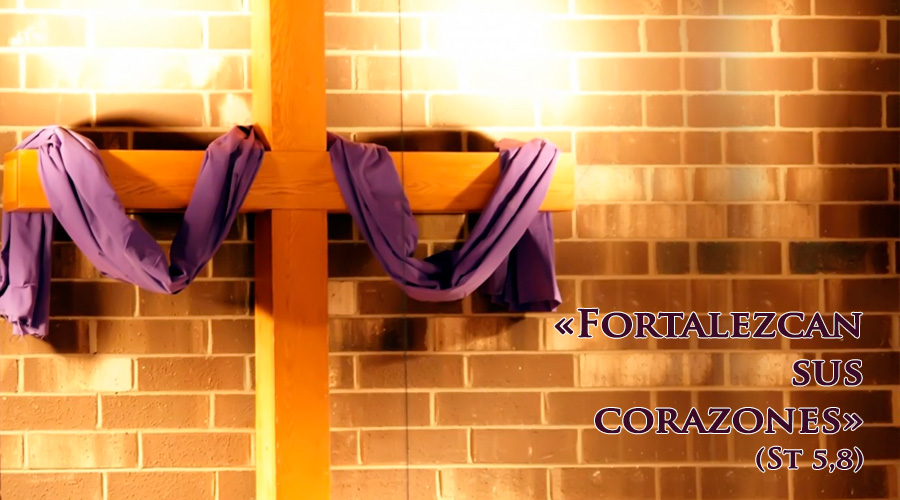 «Fortalezcan
sus
corazones»
(St 5,8)